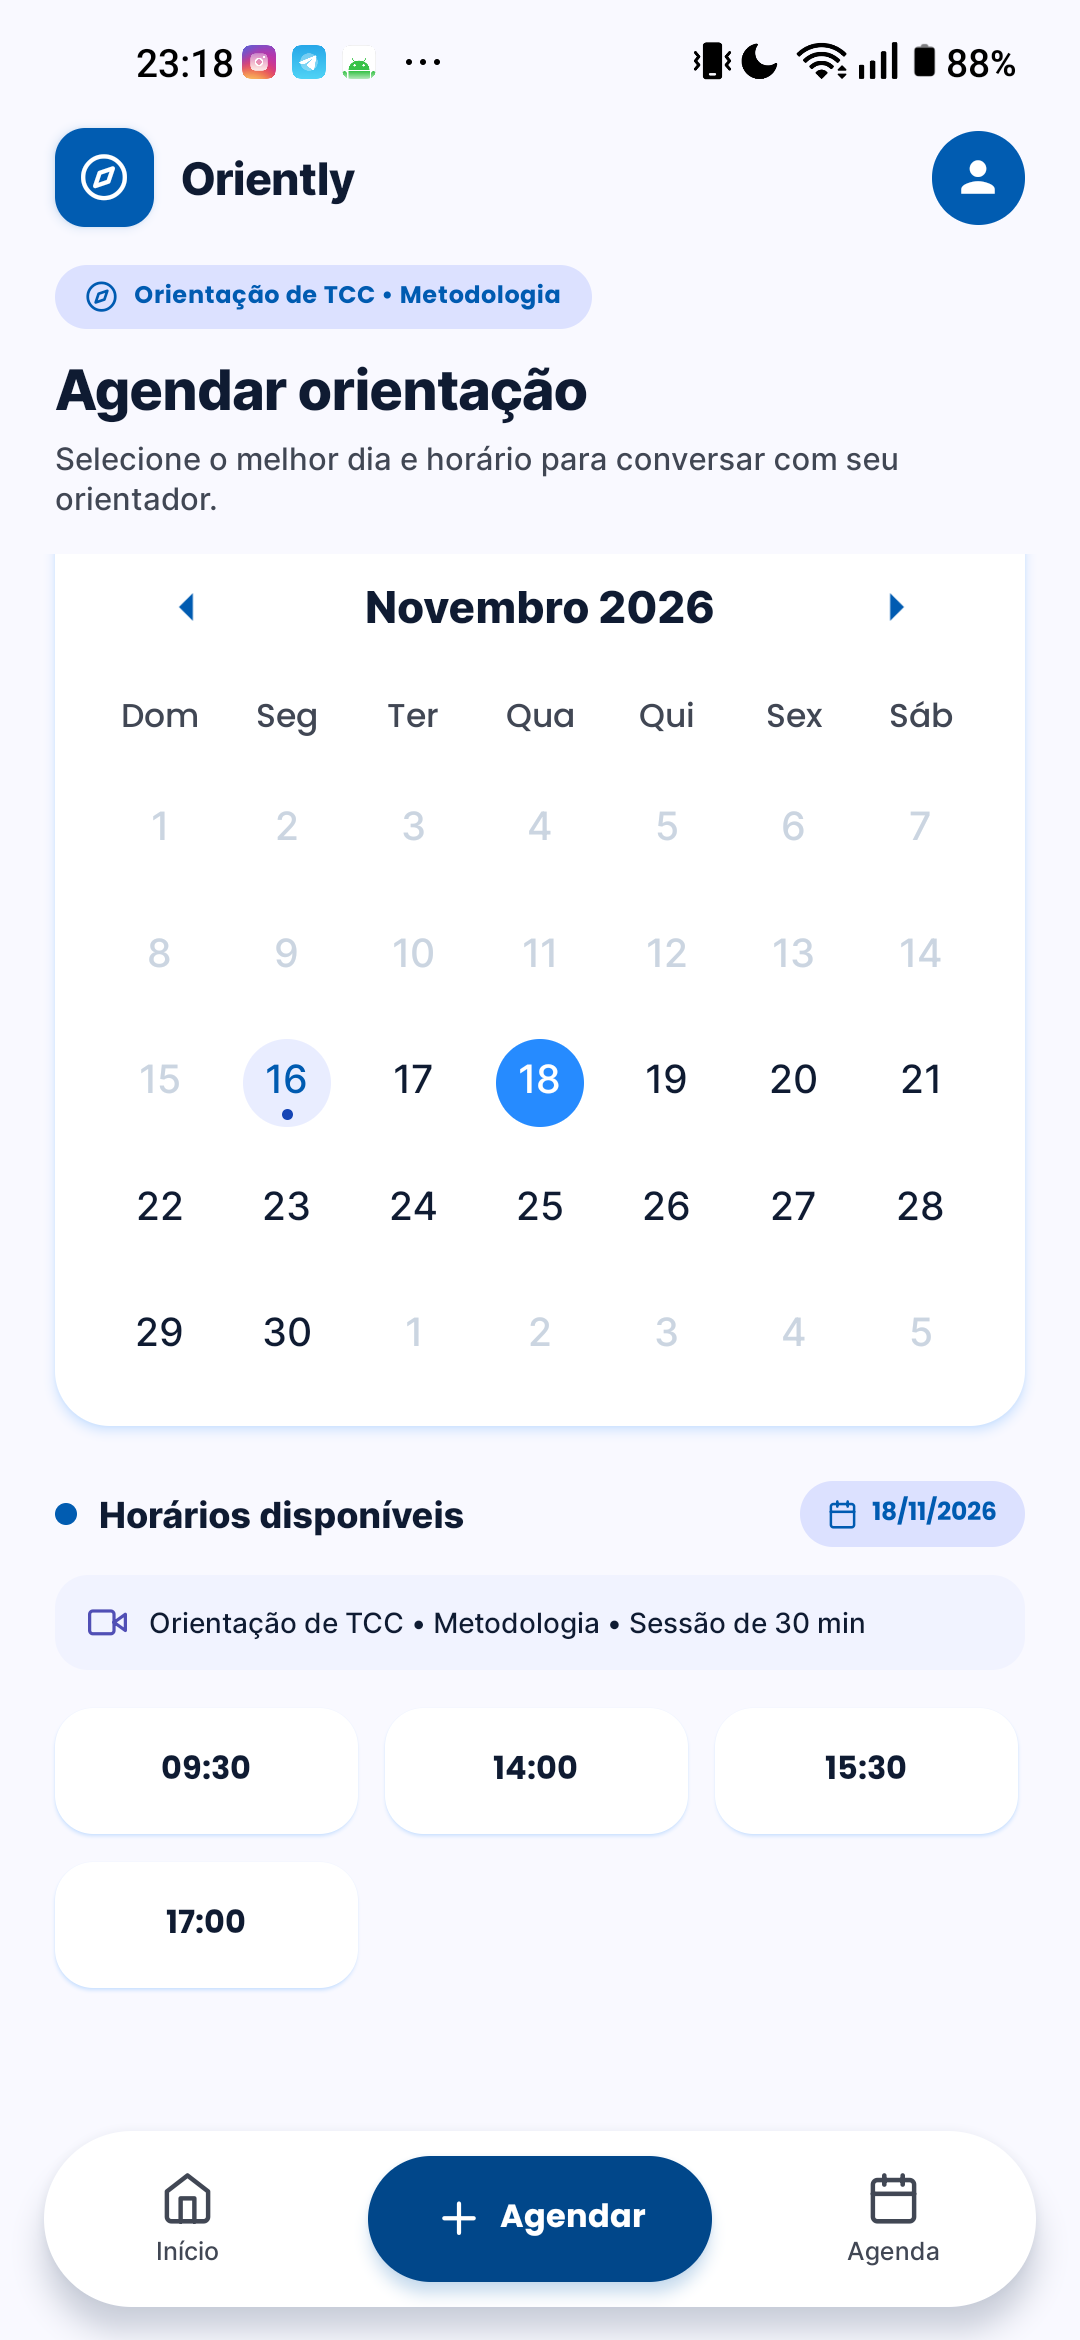 23:18 ... 88%
Oriently
Orientação de TCC • Metodologia
Agendar orientação
Selecione o melhor dia e horário para conversar com seu
orientador.
Novembro 2026
Dom Seg Ter Qua Qui Sex Sáb
1 2 3 4 5 6 7
8 9 10 11 12 13 14
15 16 17 18 19 20 21
22 23 24 25 26 27 28
29 30 1 2 3 4 5
Horários disponíveis 18/11/2026
Orientação de TCC • Metodologia • Sessão de 30 min
09:30 14:00 15:30
17:00
Início Agendar Agenda